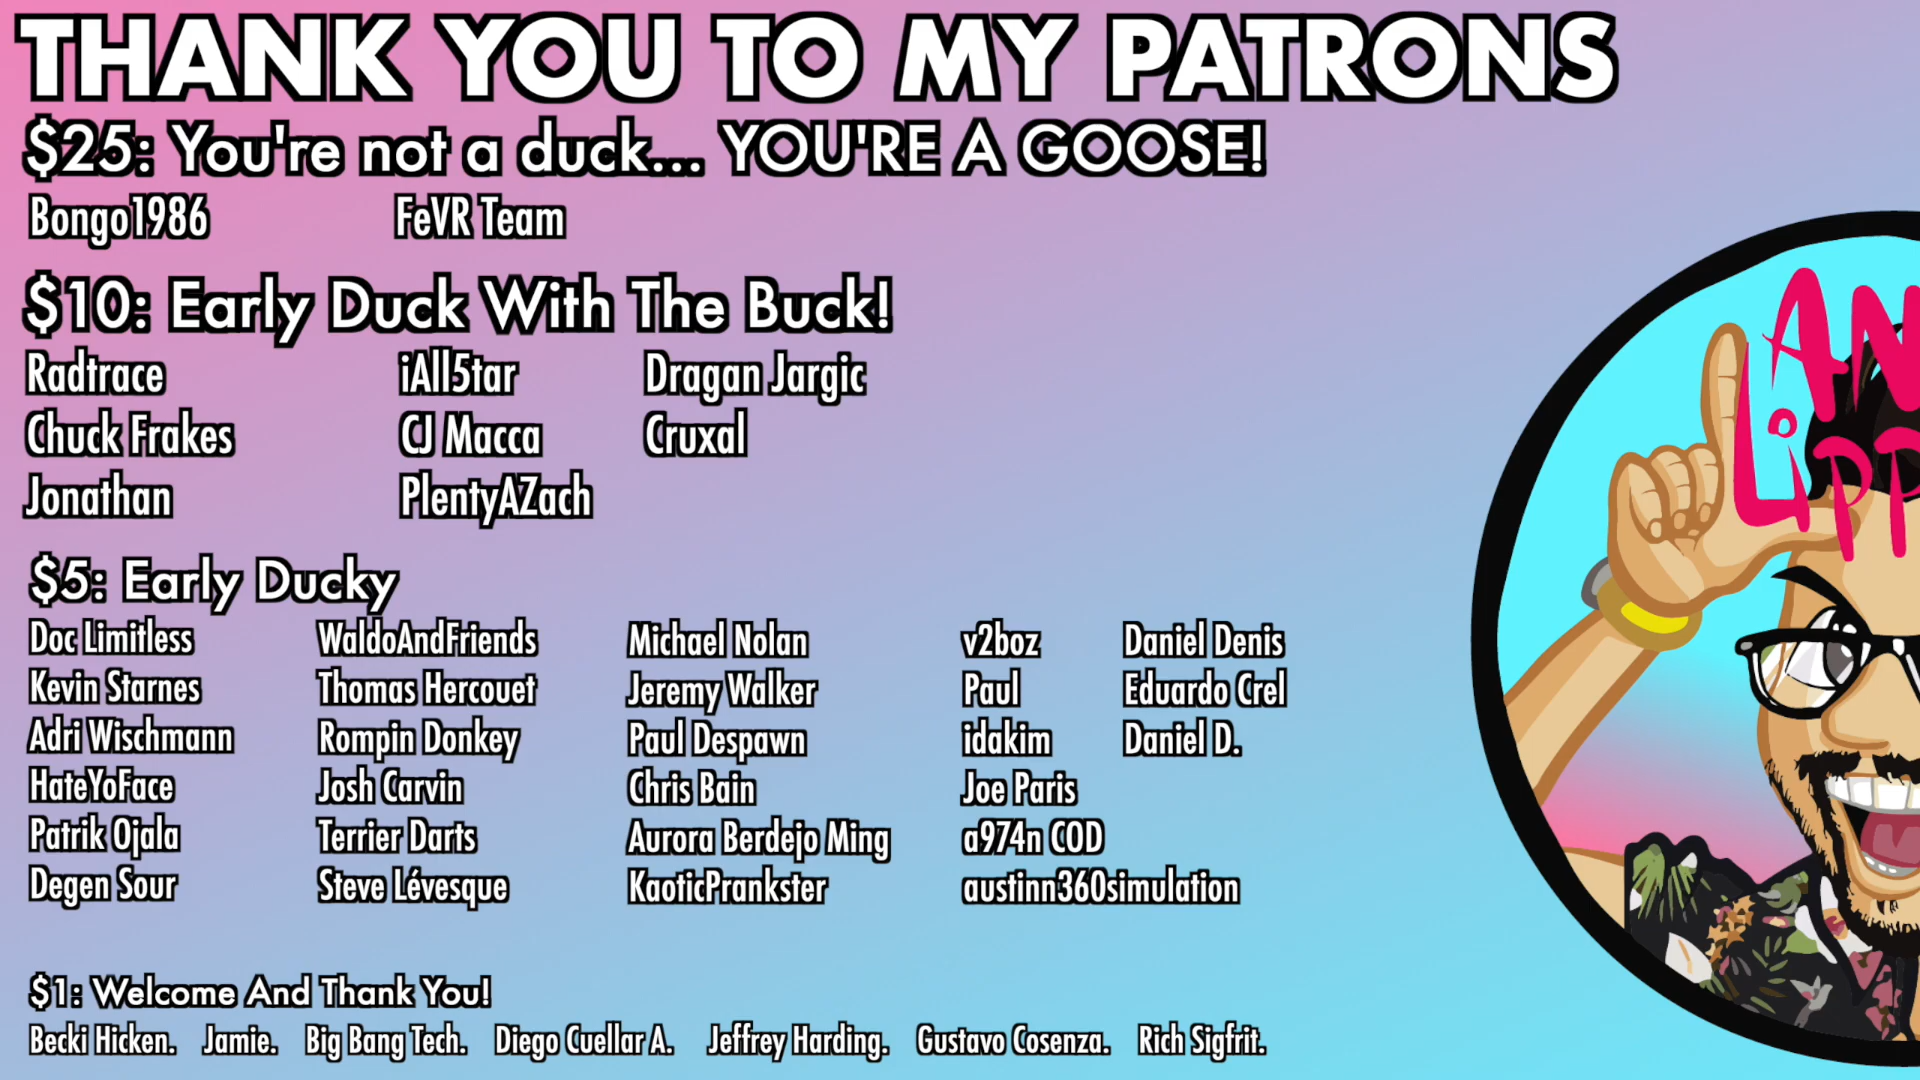 THANK YOU TO MY PATRONS
$25: You're not a duck... YOU'RE A GOOSE!
Bongo1986 FeVR Team
$10: Early Duck With The Buck!
Radtrace iAll5tar Dragan Jargic
Chuck Frakes CJ Macca Cruxal
Jonathan PlentyAZach
$5: Early Ducky
Doc Limitless WaldoAndFriends Michael Nolan v2boz Daniel Denis
Kevin Starnes Thomas Hercouet Jeremy Walker Paul Eduardo Crel
Adri Wischmann Rompin Donkey Paul Despawn idakim Daniel D.
HateYoFace Josh Carvin Chris Bain Joe Paris
Patrik Ojala Terrier Darts Aurora Berdejo Ming a974n COD
Degen Sour Steve Lévesque KaoticPrankster austinn360simulation
$1: Welcome And Thank You!
Becki Hicken. Jamie. Big Bang Tech. Diego Cuellar A. Jeffrey Harding. Gustavo Cosenza. Rich Sigfrit.